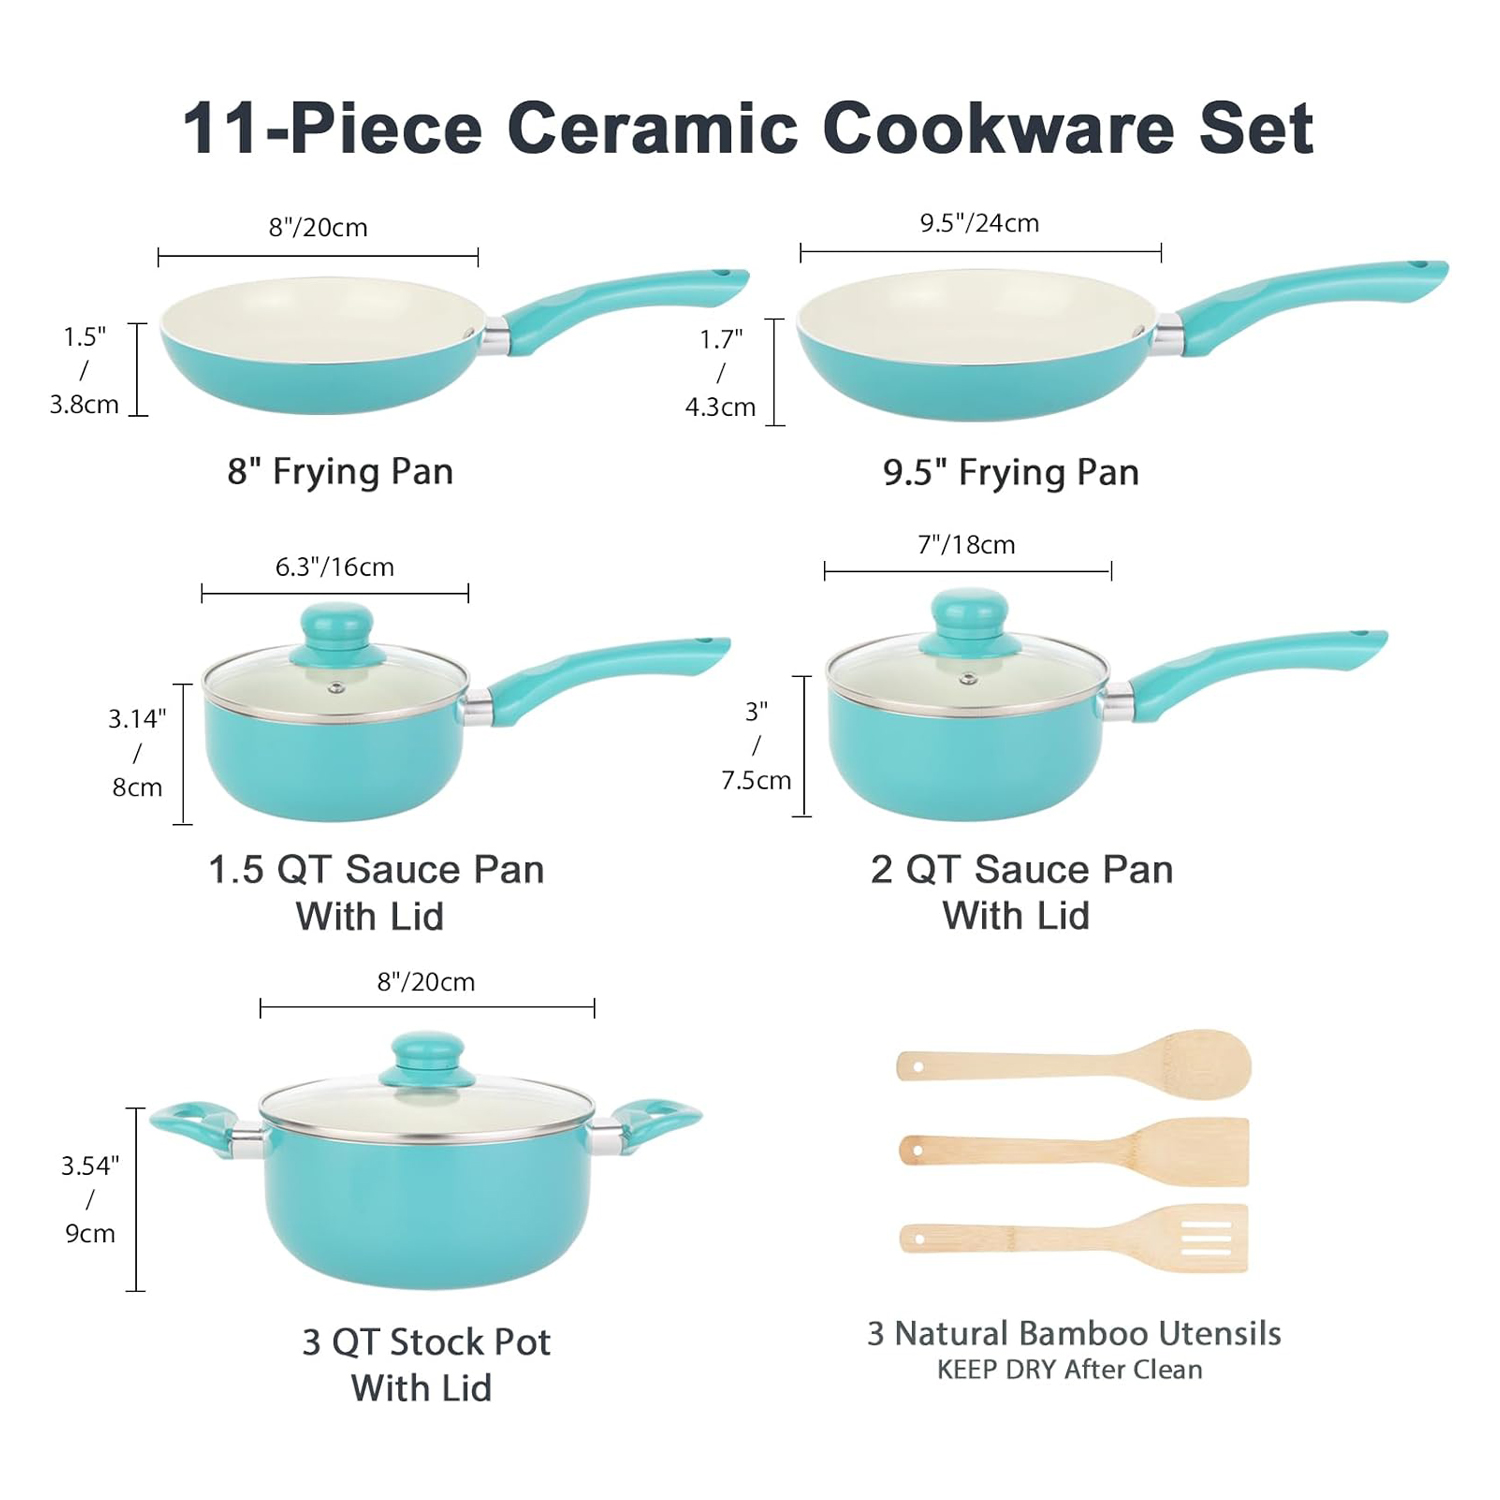 11-Piece Ceramic Cookware Set
8"/20cm
1.5"
/
3.8cm
8" Frying Pan
9.5"/24cm
1.7"
/
4.3cm
9.5" Frying Pan
6.3"/16cm
3.14"
/
8cm
1.5 QT Sauce Pan
With Lid
7"/18cm
3"
/
7.5cm
2 QT Sauce Pan
With Lid
8"/20cm
3.54"
/
9cm
3 QT Stock Pot
With Lid
3 Natural Bamboo Utensils
KEEP DRY After Clean